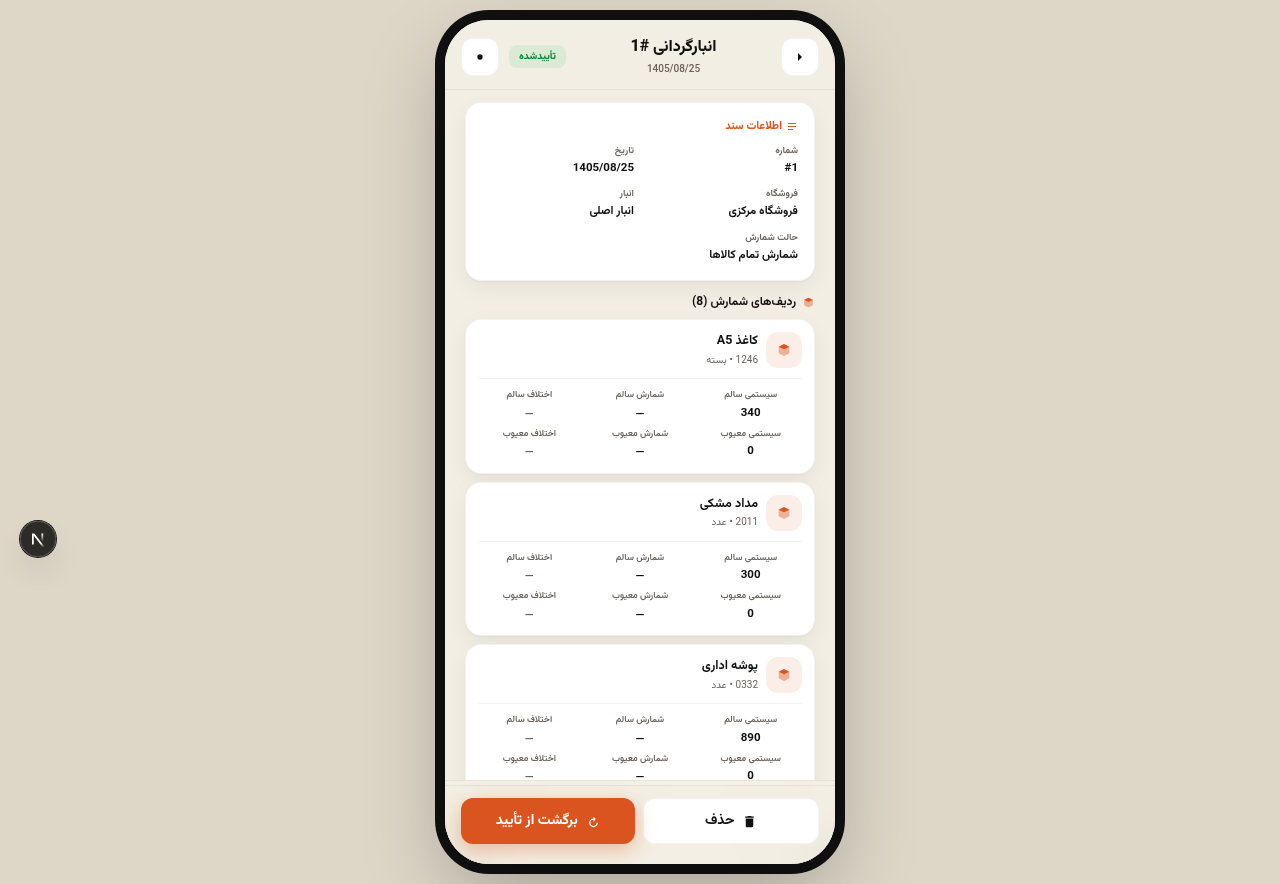 انبارگردانی #1
1405/08/25
تأییدشده
اطلاعات سند
شماره
تاریخ
#1
1405/08/25
فروشگاه
انبار
فروشگاه مرکزی
انبار اصلی
حالت شمارش
شمارش تمام کالاها
ردیف‌های شمارش (8)
کاغذ A5
1246 • بسته
سیستمی سالم
شمارش سالم
اختلاف سالم
340
—
—
سیستمی معیوب
شمارش معیوب
اختلاف معیوب
0
—
—
مداد مشکی
2011 • عدد
سیستمی سالم
شمارش سالم
اختلاف سالم
300
—
—
سیستمی معیوب
شمارش معیوب
اختلاف معیوب
0
—
—
پوشه اداری
0332 • عدد
سیستمی سالم
شمارش سالم
اختلاف سالم
890
—
—
سیستمی معیوب
شمارش معیوب
اختلاف معیوب
0
—
—
حذف
برگشت از تأیید
N